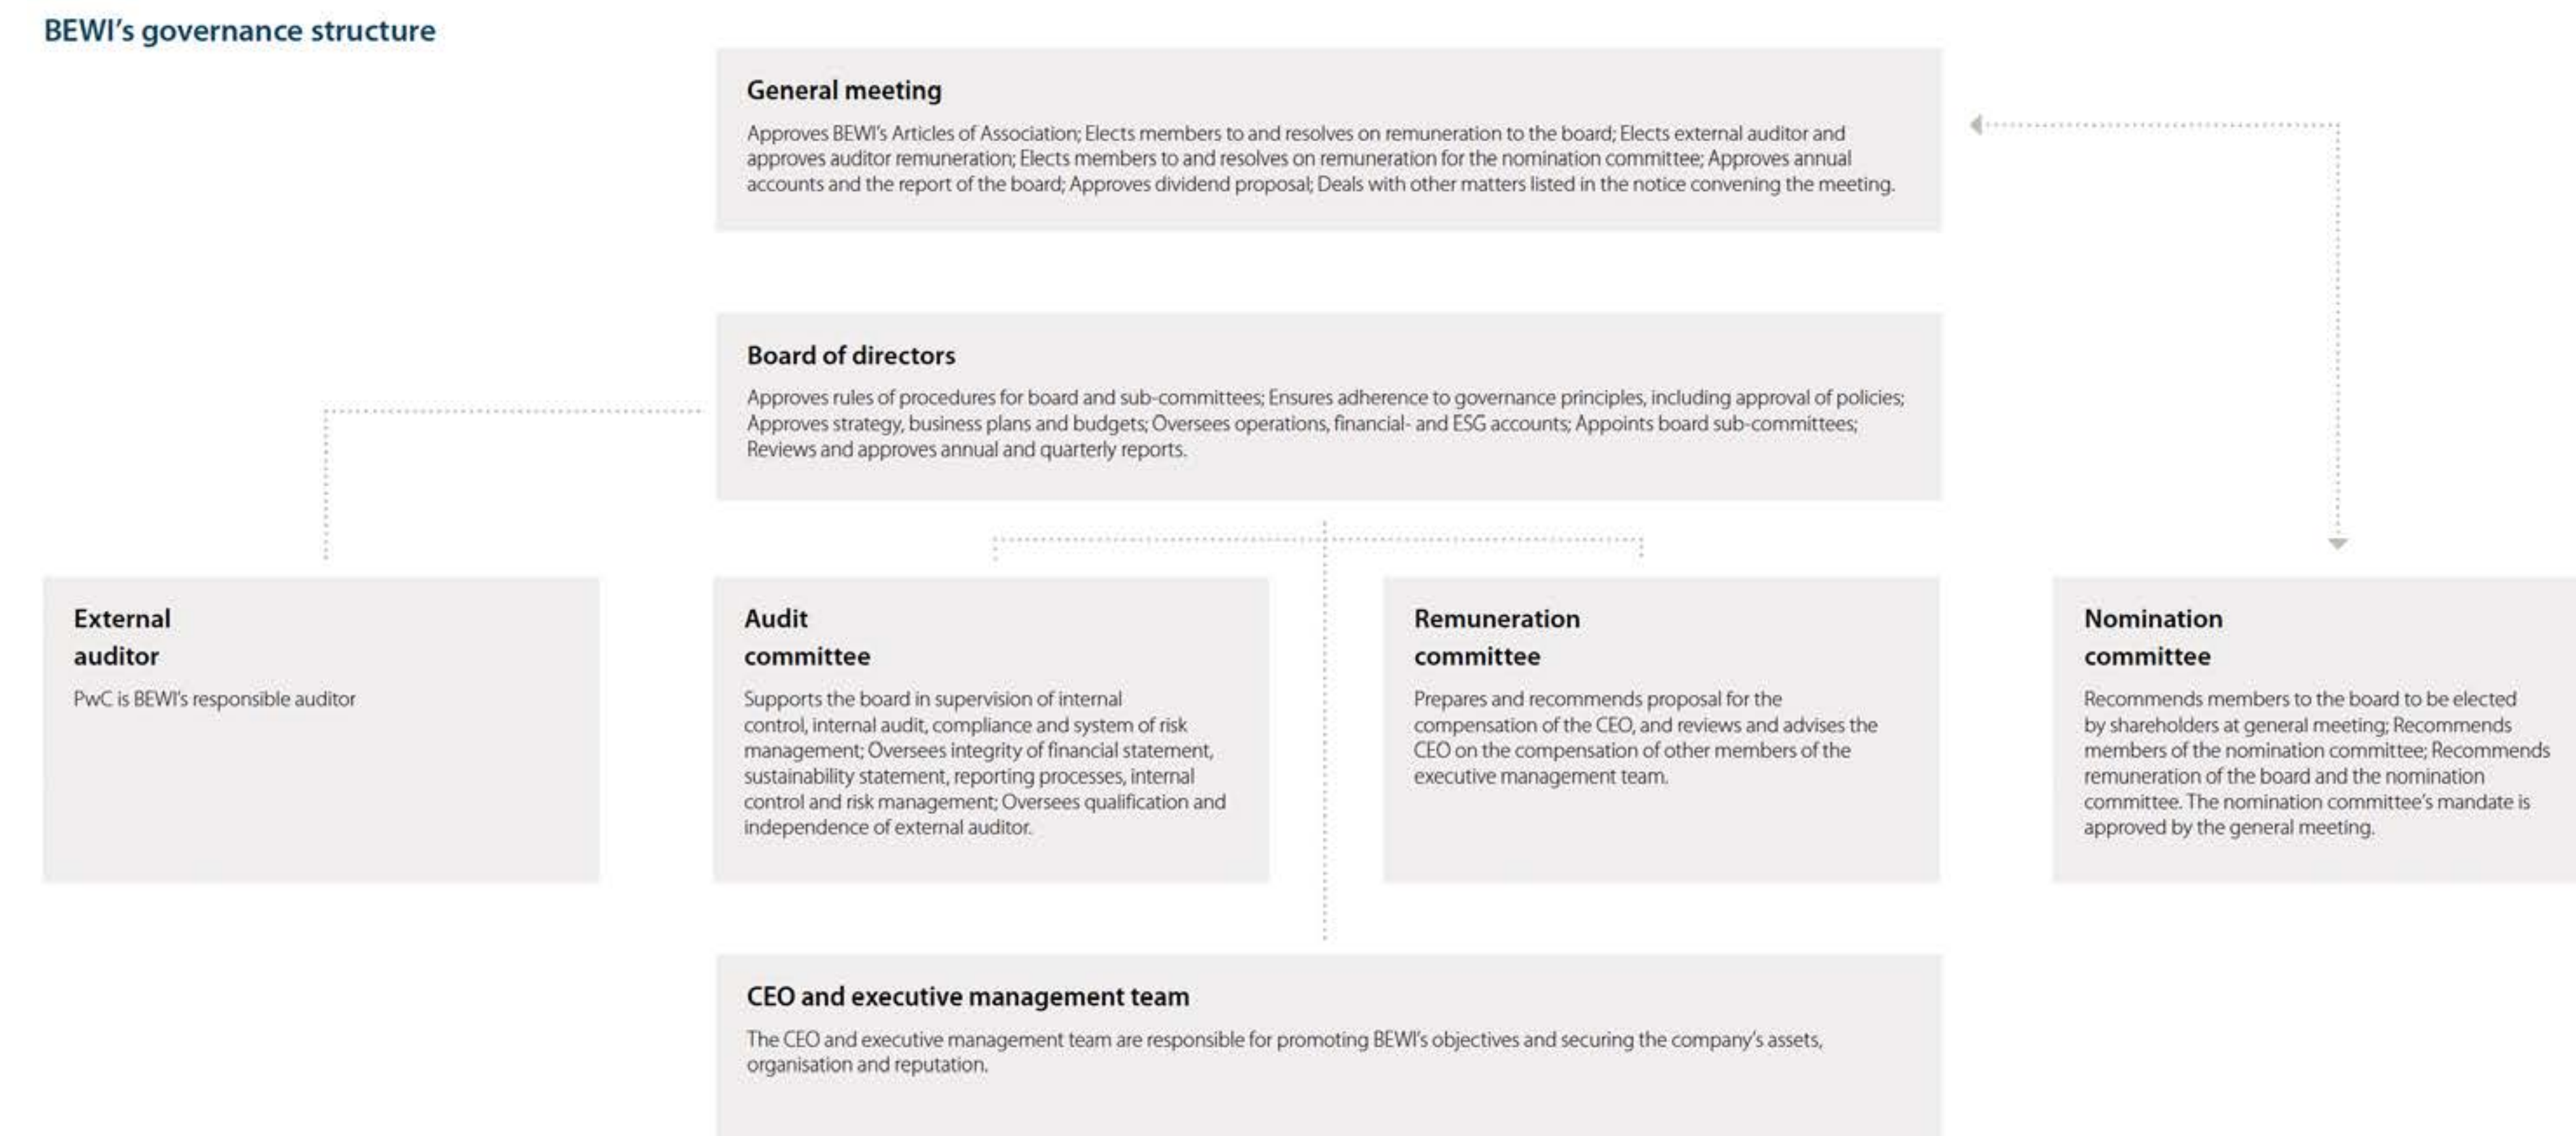 BEWI's governance structure
General meeting
Approves BEWI's Articles of Association; Elects members to and resolves on remuneration to the board; Elects external auditor and
approves auditor remuneration; Elects members to and resolves on remuneration for the nomination committee; Approves annual
accounts and the report of the board; Approves dividend proposal; Deals with other matters listed in the notice convening the meeting.
Board of directors
Approves rules of procedures for board and sub-committees; Ensures adherence to governance principles, including approval of policies;
Approves strategy, business plans and budgets; Oversees operations, financial- and ESG accounts; Appoints board sub-committees;
Reviews and approves annual and quarterly reports.
External
auditor
PwC is BEWI's responsible auditor
Audit
committee
Supports the board in supervision of internal
control, internal audit, compliance and system of risk
management; Oversees integrity of financial statement,
sustainability statement, reporting processes, internal
control and risk management; Oversees qualification and
independence of external auditor.
Remuneration
committee
Prepares and recommends proposal for the
compensation of the CEO, and reviews and advises the
CEO on the compensation of other members of the
executive management team.
Nomination
committee
Recommends members to the board to be elected
by shareholders at general meeting; Recommends
members of the nomination committee; Recommends
remuneration of the board and the nomination
committee. The nomination committee's mandate is
approved by the general meeting.
CEO and executive management team
The CEO and executive management team are responsible for promoting BEWI's objectives and securing the company's assets,
organisation and reputation.